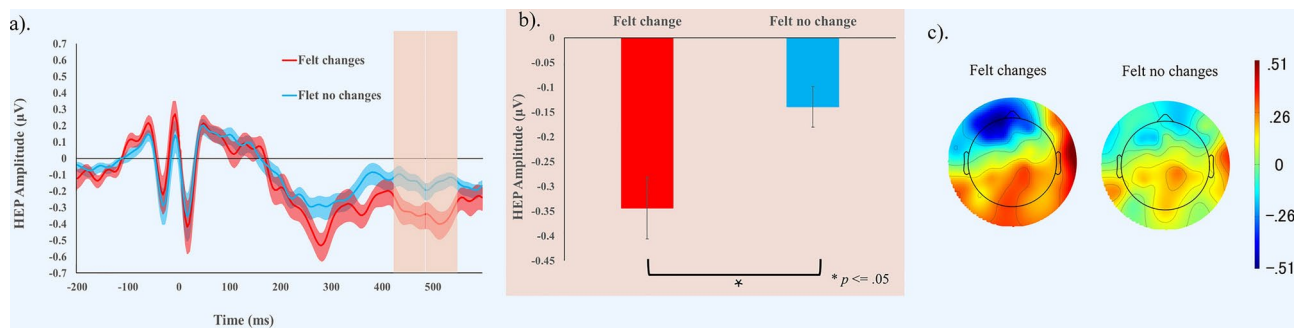 a).
0.7
0.6
0.5
0.4
0.3
0.2
0.1
0
-0.1
-0.2
-0.3
-0.4
-0.5
-0.6
-0.7
HEP Amplitude (µV)
Felt changes
Flet no changes
-200 -100 0 100 200 300 400 500
Time (ms)
b).
Felt change Felt no change
0
-0.05
-0.1
-0.15
-0.2
-0.25
-0.3
-0.35
-0.4
-0.45
HEP Amplitude (µV)
*
* p <= .05
c).
Felt changes Felt no changes
.51
.26
0
-.26
-.51